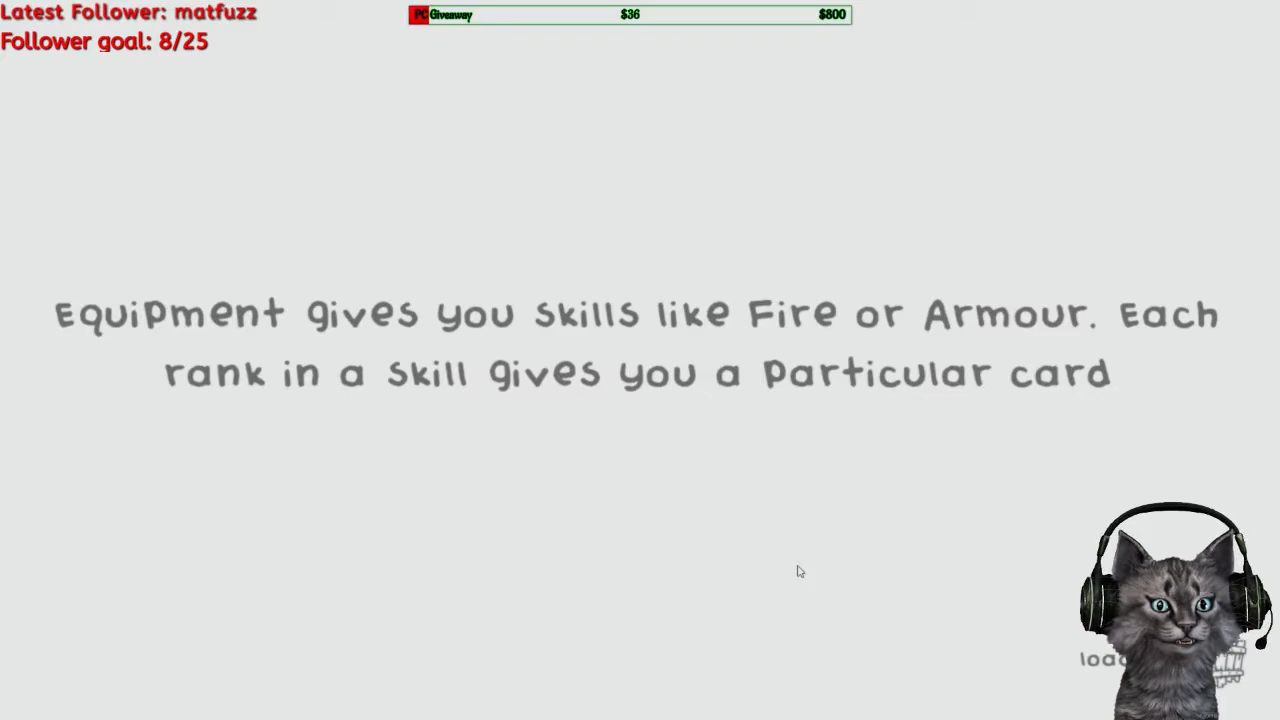 Latest Follower: matfuzz
Follower goal: 8/25
PC Giveaway $36 $800
Equipment gives you skills like Fire or Armour. Each
rank in a skill gives you a particular card